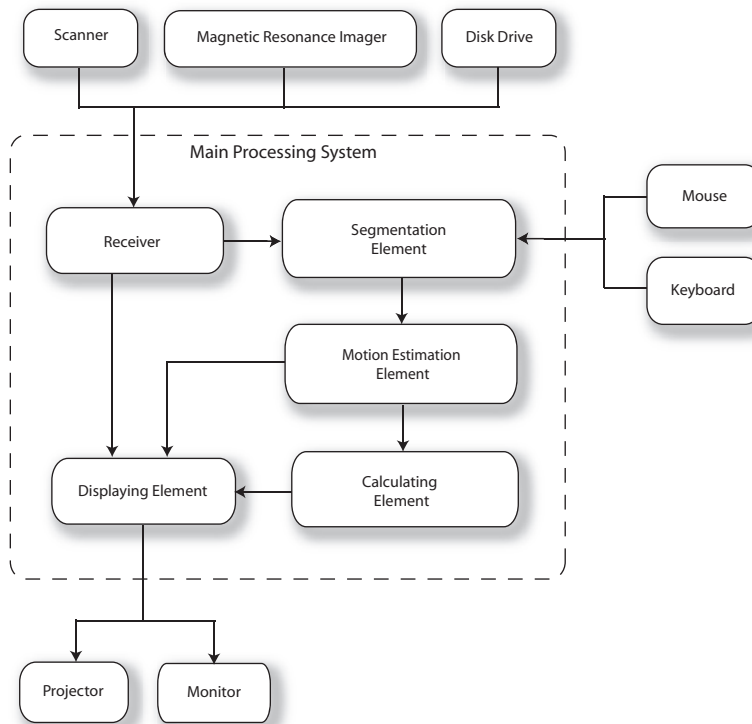 Scanner
Magnetic Resonance Imager
Disk Drive
Main Processing System
Receiver
Segmentation
Element
Mouse
Keyboard
Motion Estimation
Element
Displaying Element
Calculating
Element
Projector
Monitor